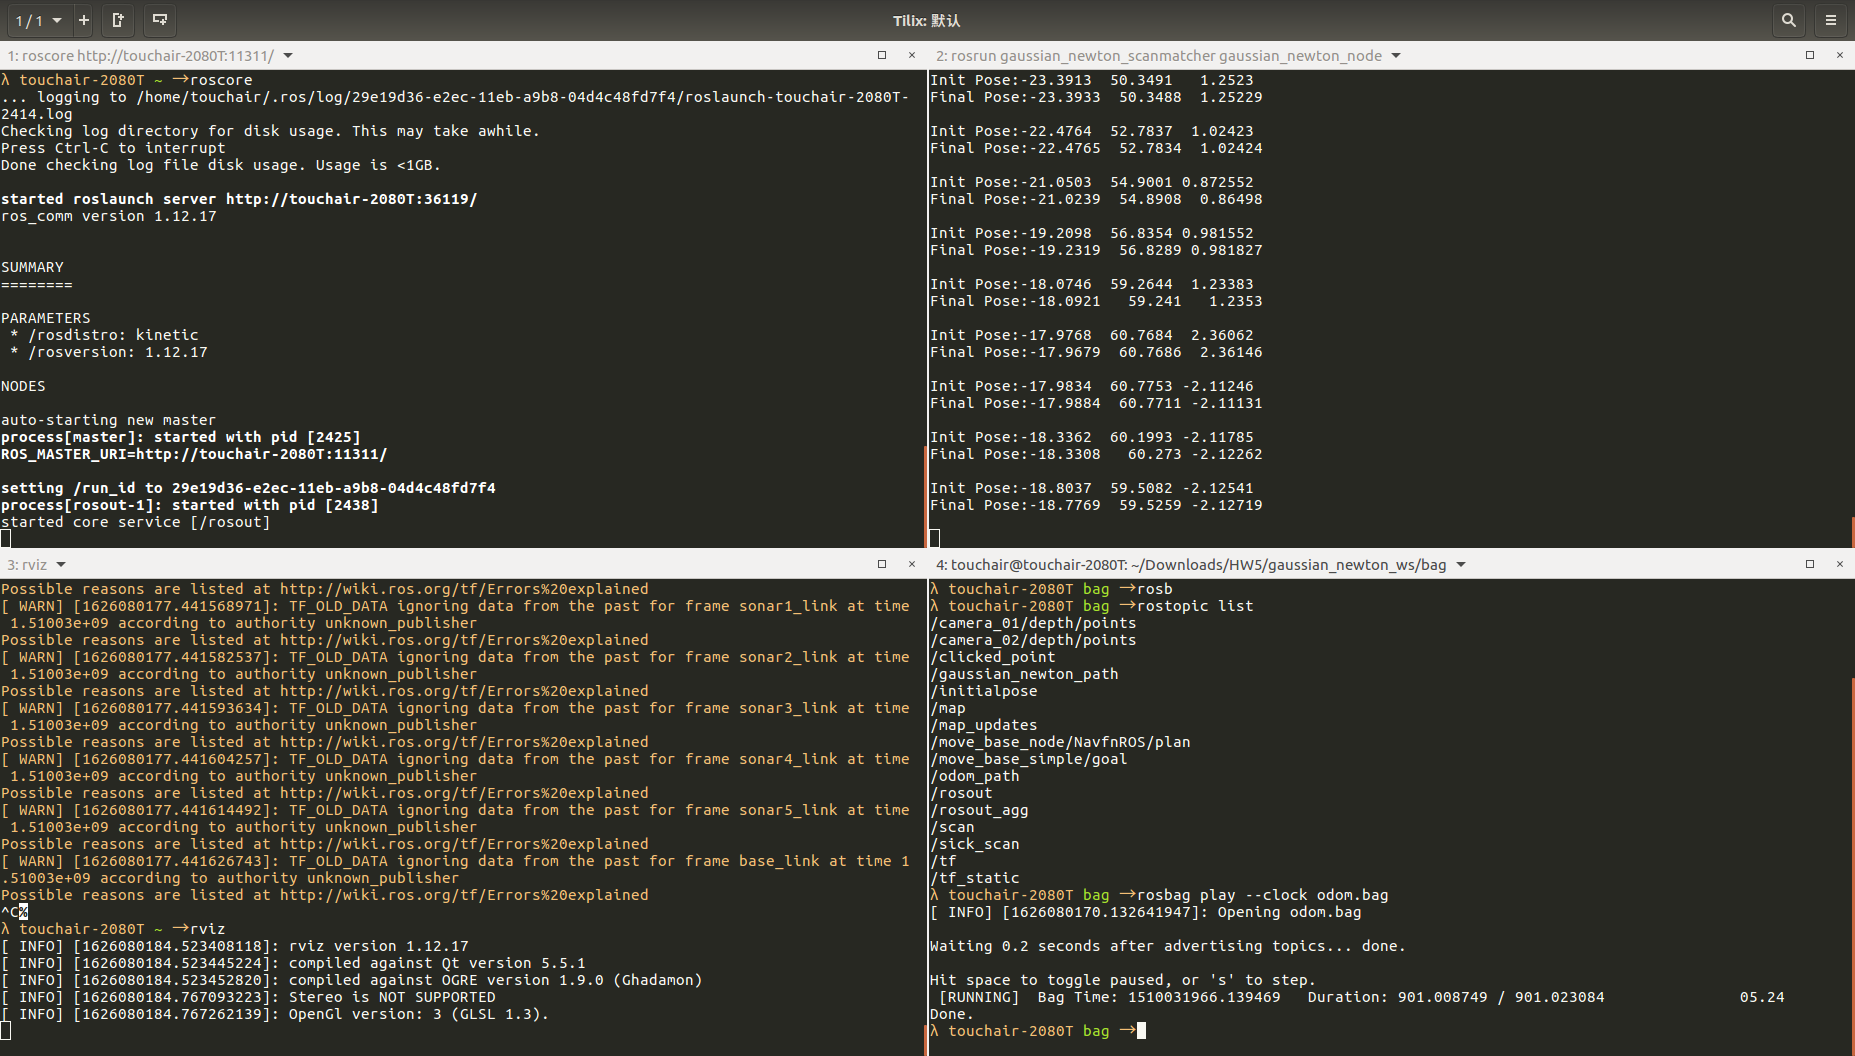 1 / 1
Tilix: 默认
1: roscore http://touchair-2080T:11311/
λ touchair-2080T ~ →roscore
... logging to /home/touchair/.ros/log/29e19d36-e2ec-11eb-a9b8-04d4c48fd7f4/roslaunch-touchair-2080T-
2414.log
Checking log directory for disk usage. This may take awhile.
Press Ctrl-C to interrupt
Done checking log file disk usage. Usage is <1GB.
started roslaunch server http://touchair-2080T:36119/
ros_comm version 1.12.17
SUMMARY
========
PARAMETERS
 * /rosdistro: kinetic
 * /rosversion: 1.12.17
NODES
auto-starting new master
process[master]: started with pid [2425]
ROS_MASTER_URI=http://touchair-2080T:11311/
setting /run_id to 29e19d36-e2ec-11eb-a9b8-04d4c48fd7f4
process[rosout-1]: started with pid [2438]
started core service [/rosout]
2: rosrun gaussian_newton_scanmatcher gaussian_newton_node
Init Pose:-23.3913  50.3491   1.2523
Final Pose:-23.3933  50.3488  1.25229
Init Pose:-22.4764  52.7837  1.02423
Final Pose:-22.4765  52.7834  1.02424
Init Pose:-21.0503  54.9001 0.872552
Final Pose:-21.0239  54.8908  0.86498
Init Pose:-19.2098  56.8354 0.981552
Final Pose:-19.2319  56.8289 0.981827
Init Pose:-18.0746  59.2644  1.23383
Final Pose:-18.0921   59.241   1.2353
Init Pose:-17.9768  60.7684  2.36062
Final Pose:-17.9679  60.7686  2.36146
Init Pose:-17.9834  60.7753 -2.11246
Final Pose:-17.9884  60.7711 -2.11131
Init Pose:-18.3362  60.1993 -2.11785
Final Pose:-18.3308   60.273 -2.12262
Init Pose:-18.8037  59.5082 -2.12541
Final Pose:-18.7769  59.5259 -2.12719
3: rviz
Possible reasons are listed at http://wiki.ros.org/tf/Errors%20explained
[ WARN] [1626080177.441568971]: TF_OLD_DATA ignoring data from the past for frame sonar1_link at time
 1.51003e+09 according to authority unknown_publisher
Possible reasons are listed at http://wiki.ros.org/tf/Errors%20explained
[ WARN] [1626080177.441582537]: TF_OLD_DATA ignoring data from the past for frame sonar2_link at time
 1.51003e+09 according to authority unknown_publisher
Possible reasons are listed at http://wiki.ros.org/tf/Errors%20explained
[ WARN] [1626080177.441593634]: TF_OLD_DATA ignoring data from the past for frame sonar3_link at time
 1.51003e+09 according to authority unknown_publisher
Possible reasons are listed at http://wiki.ros.org/tf/Errors%20explained
[ WARN] [1626080177.441604257]: TF_OLD_DATA ignoring data from the past for frame sonar4_link at time
 1.51003e+09 according to authority unknown_publisher
Possible reasons are listed at http://wiki.ros.org/tf/Errors%20explained
[ WARN] [1626080177.441614492]: TF_OLD_DATA ignoring data from the past for frame sonar5_link at time
 1.51003e+09 according to authority unknown_publisher
Possible reasons are listed at http://wiki.ros.org/tf/Errors%20explained
[ WARN] [1626080177.441626743]: TF_OLD_DATA ignoring data from the past for frame base_link at time 1
.51003e+09 according to authority unknown_publisher
Possible reasons are listed at http://wiki.ros.org/tf/Errors%20explained
^C%
λ touchair-2080T ~ →rviz
[ INFO] [1626080184.523408118]: rviz version 1.12.17
[ INFO] [1626080184.523445224]: compiled against Qt version 5.5.1
[ INFO] [1626080184.523452820]: compiled against OGRE version 1.9.0 (Ghadamon)
[ INFO] [1626080184.767093223]: Stereo is NOT SUPPORTED
[ INFO] [1626080184.767262139]: OpenGl version: 3 (GLSL 1.3).
4: touchair@touchair-2080T: ~/Downloads/HW5/gaussian_newton_ws/bag
λ touchair-2080T bag →rosb
λ touchair-2080T bag →rostopic list
/camera_01/depth/points
/camera_02/depth/points
/clicked_point
/gaussian_newton_path
/initialpose
/map
/map_updates
/move_base_node/NavfnROS/plan
/move_base_simple/goal
/odom_path
/rosout
/rosout_agg
/scan
/sick_scan
/tf
/tf_static
λ touchair-2080T bag →rosbag play --clock odom.bag
[ INFO] [1626080170.132641947]: Opening odom.bag
Waiting 0.2 seconds after advertising topics... done.
Hit space to toggle paused, or 's' to step.
 [RUNNING]  Bag Time: 1510031966.139469   Duration: 901.008749 / 901.023084               05.24
Done.
λ touchair-2080T bag →